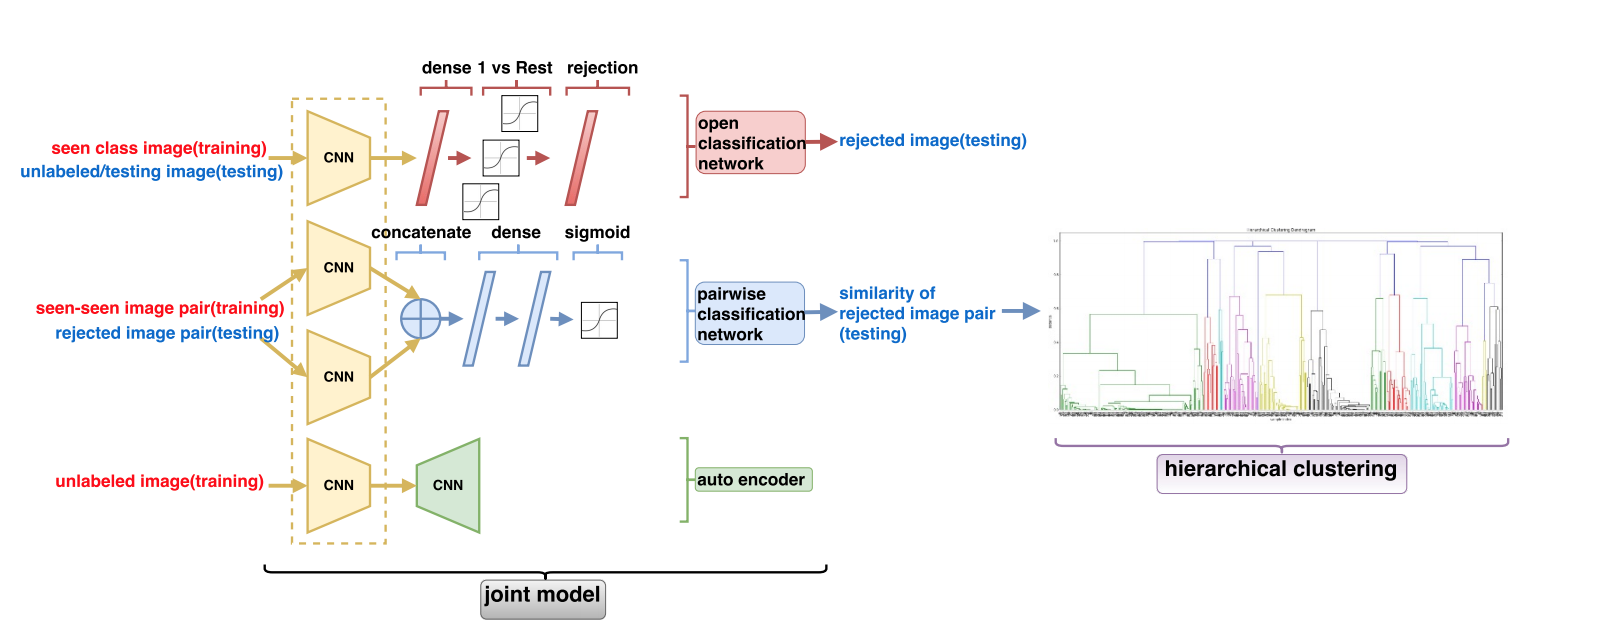 dense 1 vs Rest rejection
seen class image(training)
unlabeled/testing image(testing)
CNN
open
classification
network
rejected image(testing)
concatenate dense sigmoid
CNN
seen-seen image pair(training)
rejected image pair(testing)
CNN
pairwise
classification
network
similarity of
rejected image pair
(testing)
Hierarchical Clustering Dendrogram
hierarchical clustering
unlabeled image(training)
CNN
CNN
auto encoder
joint model